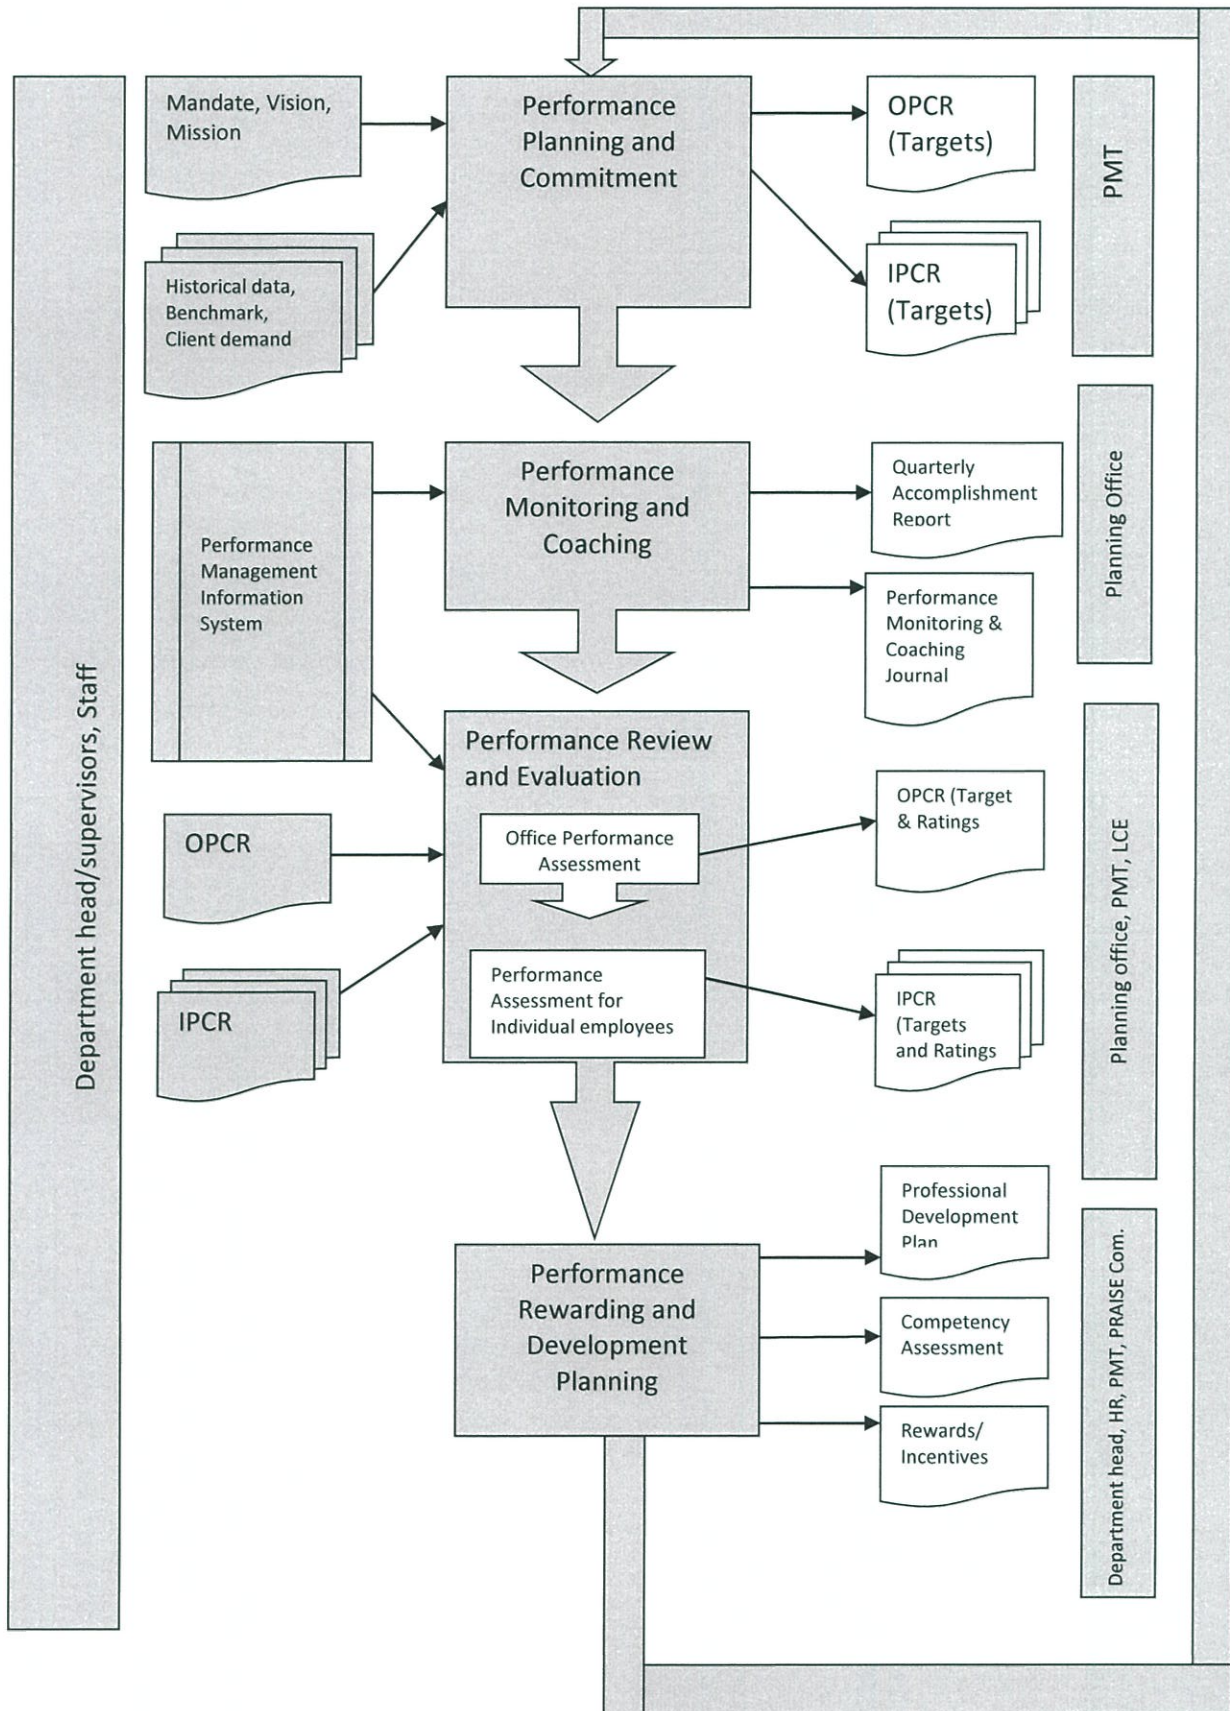 Mandate, Vision,
Mission
Performance
Planning and
Commitment
OPCR
(Targets)
PMT
Historical data,
Benchmark,
Client demand
IPCR
(Targets)
Department head/supervisors, Staff
Performance
Management
Information
System
Performance
Monitoring and
Coaching
Quarterly
Accomplishment
Report
Performance
Monitoring &
Coaching
Journal
Planning Office
Performance Review
and Evaluation
Office Performance
Assessment
OPCR (Target
& Ratings
OPCR
Performance
Assessment for
Individual employees
IPCR
(Targets
and Ratings
IPCR
Planning office, PMT, LCE
Performance
Rewarding and
Development
Planning
Professional
Development
Plan
Competency
Assessment
Rewards/
Incentives
Department head, HR, PMT, PRAISE Com.